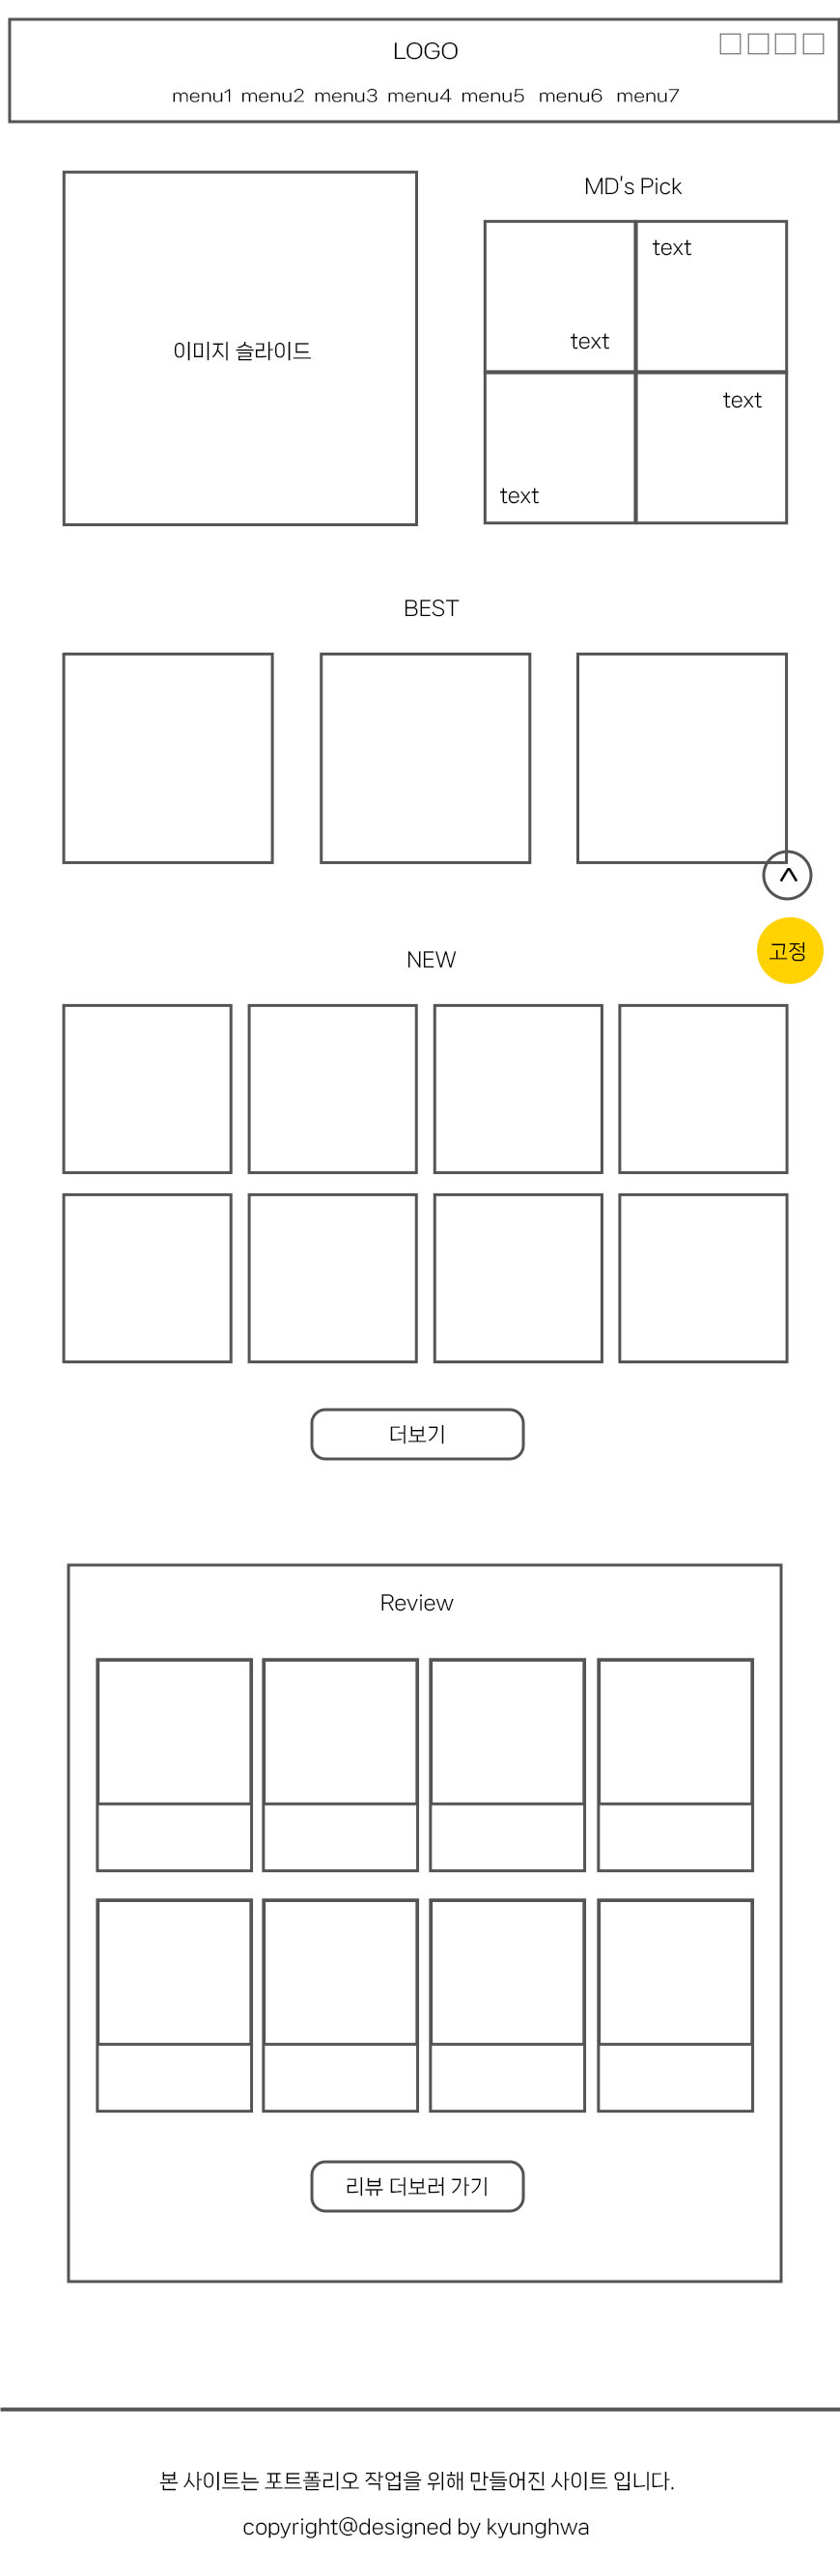 LOGO
menu1 menu2 menu3 menu4 menu5 menu6 menu7
이미지 슬라이드
MD's Pick
text
text
text
text
BEST
^
고정
NEW
더보기
Review
리뷰 더보러 가기
본 사이트는 포트폴리오 작업을 위해 만들어진 사이트 입니다.
copyright@designed by kyunghwa